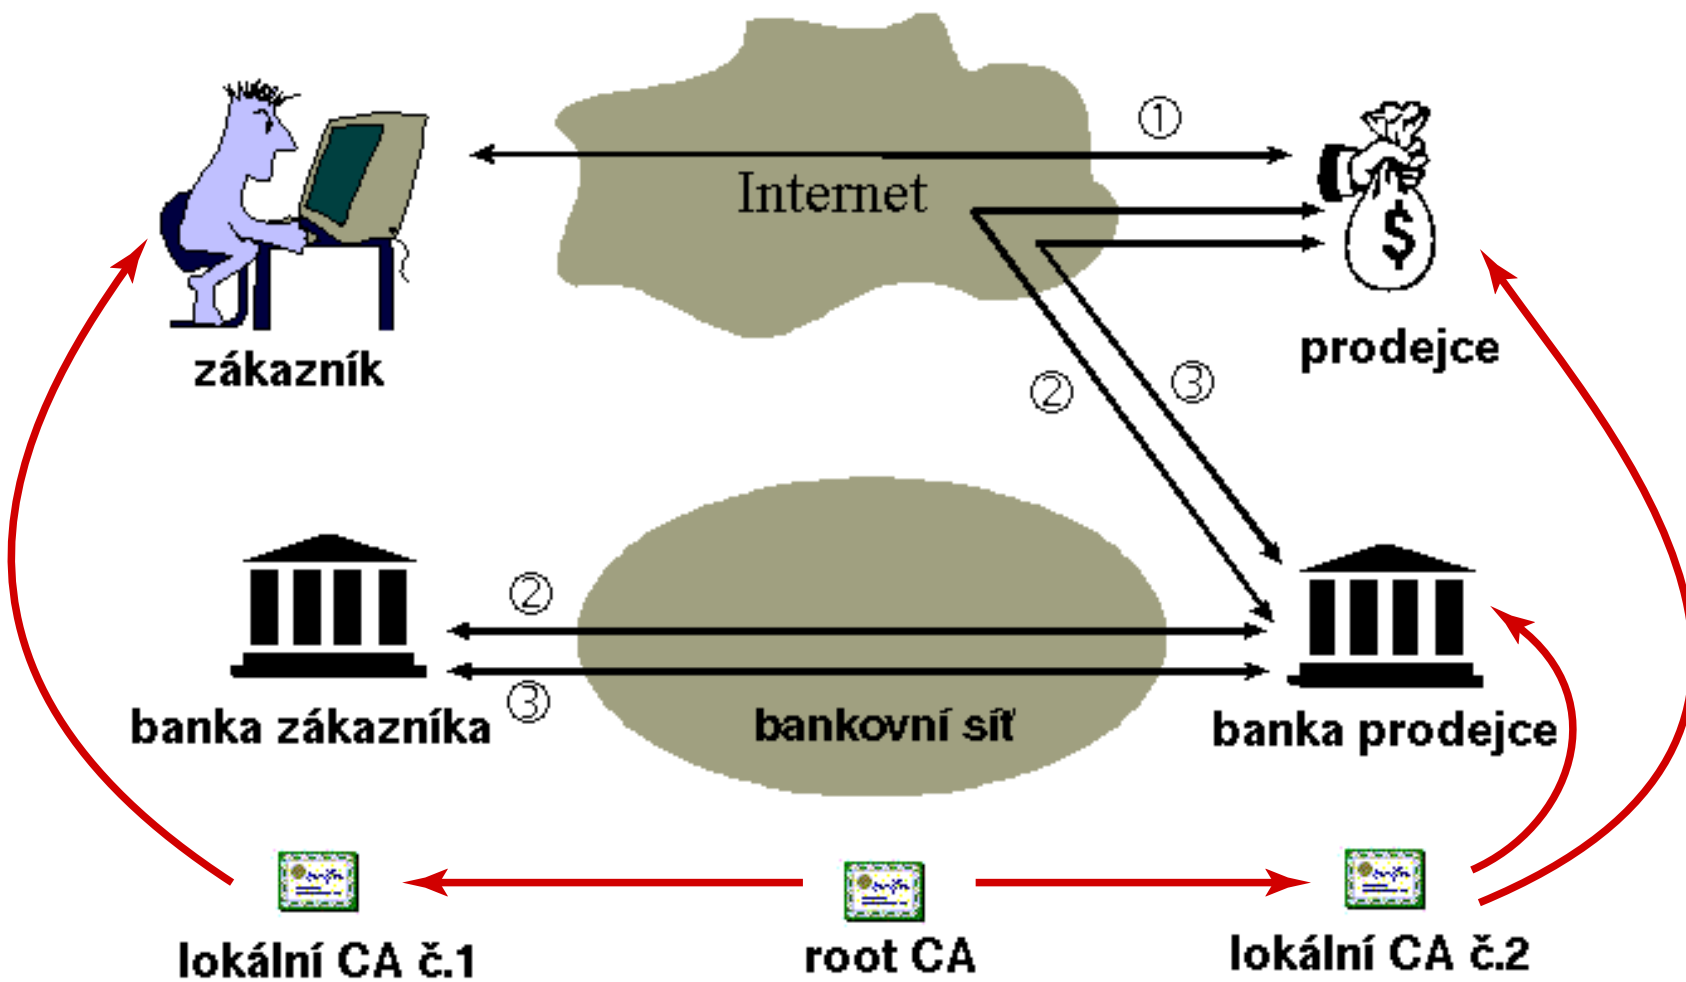 ①
Internet
$
zákazník
prodejce
②
③
②
③
banka zákazníka
bankovní síť
banka prodejce
lokální CA č.1
root CA
lokální CA č.2